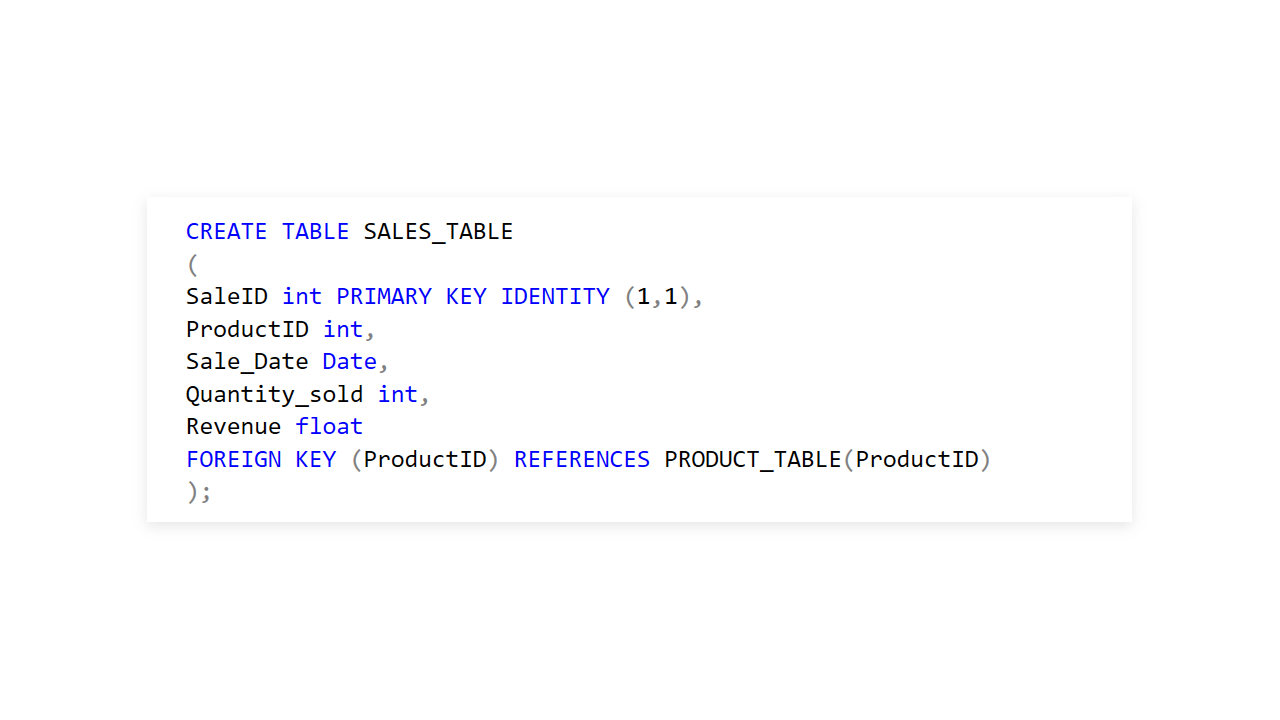 CREATE TABLE SALES_TABLE
(
SaleID int PRIMARY KEY IDENTITY (1,1),
ProductID int,
Sale_Date Date,
Quantity_sold int,
Revenue float
FOREIGN KEY (ProductID) REFERENCES PRODUCT_TABLE(ProductID)
);